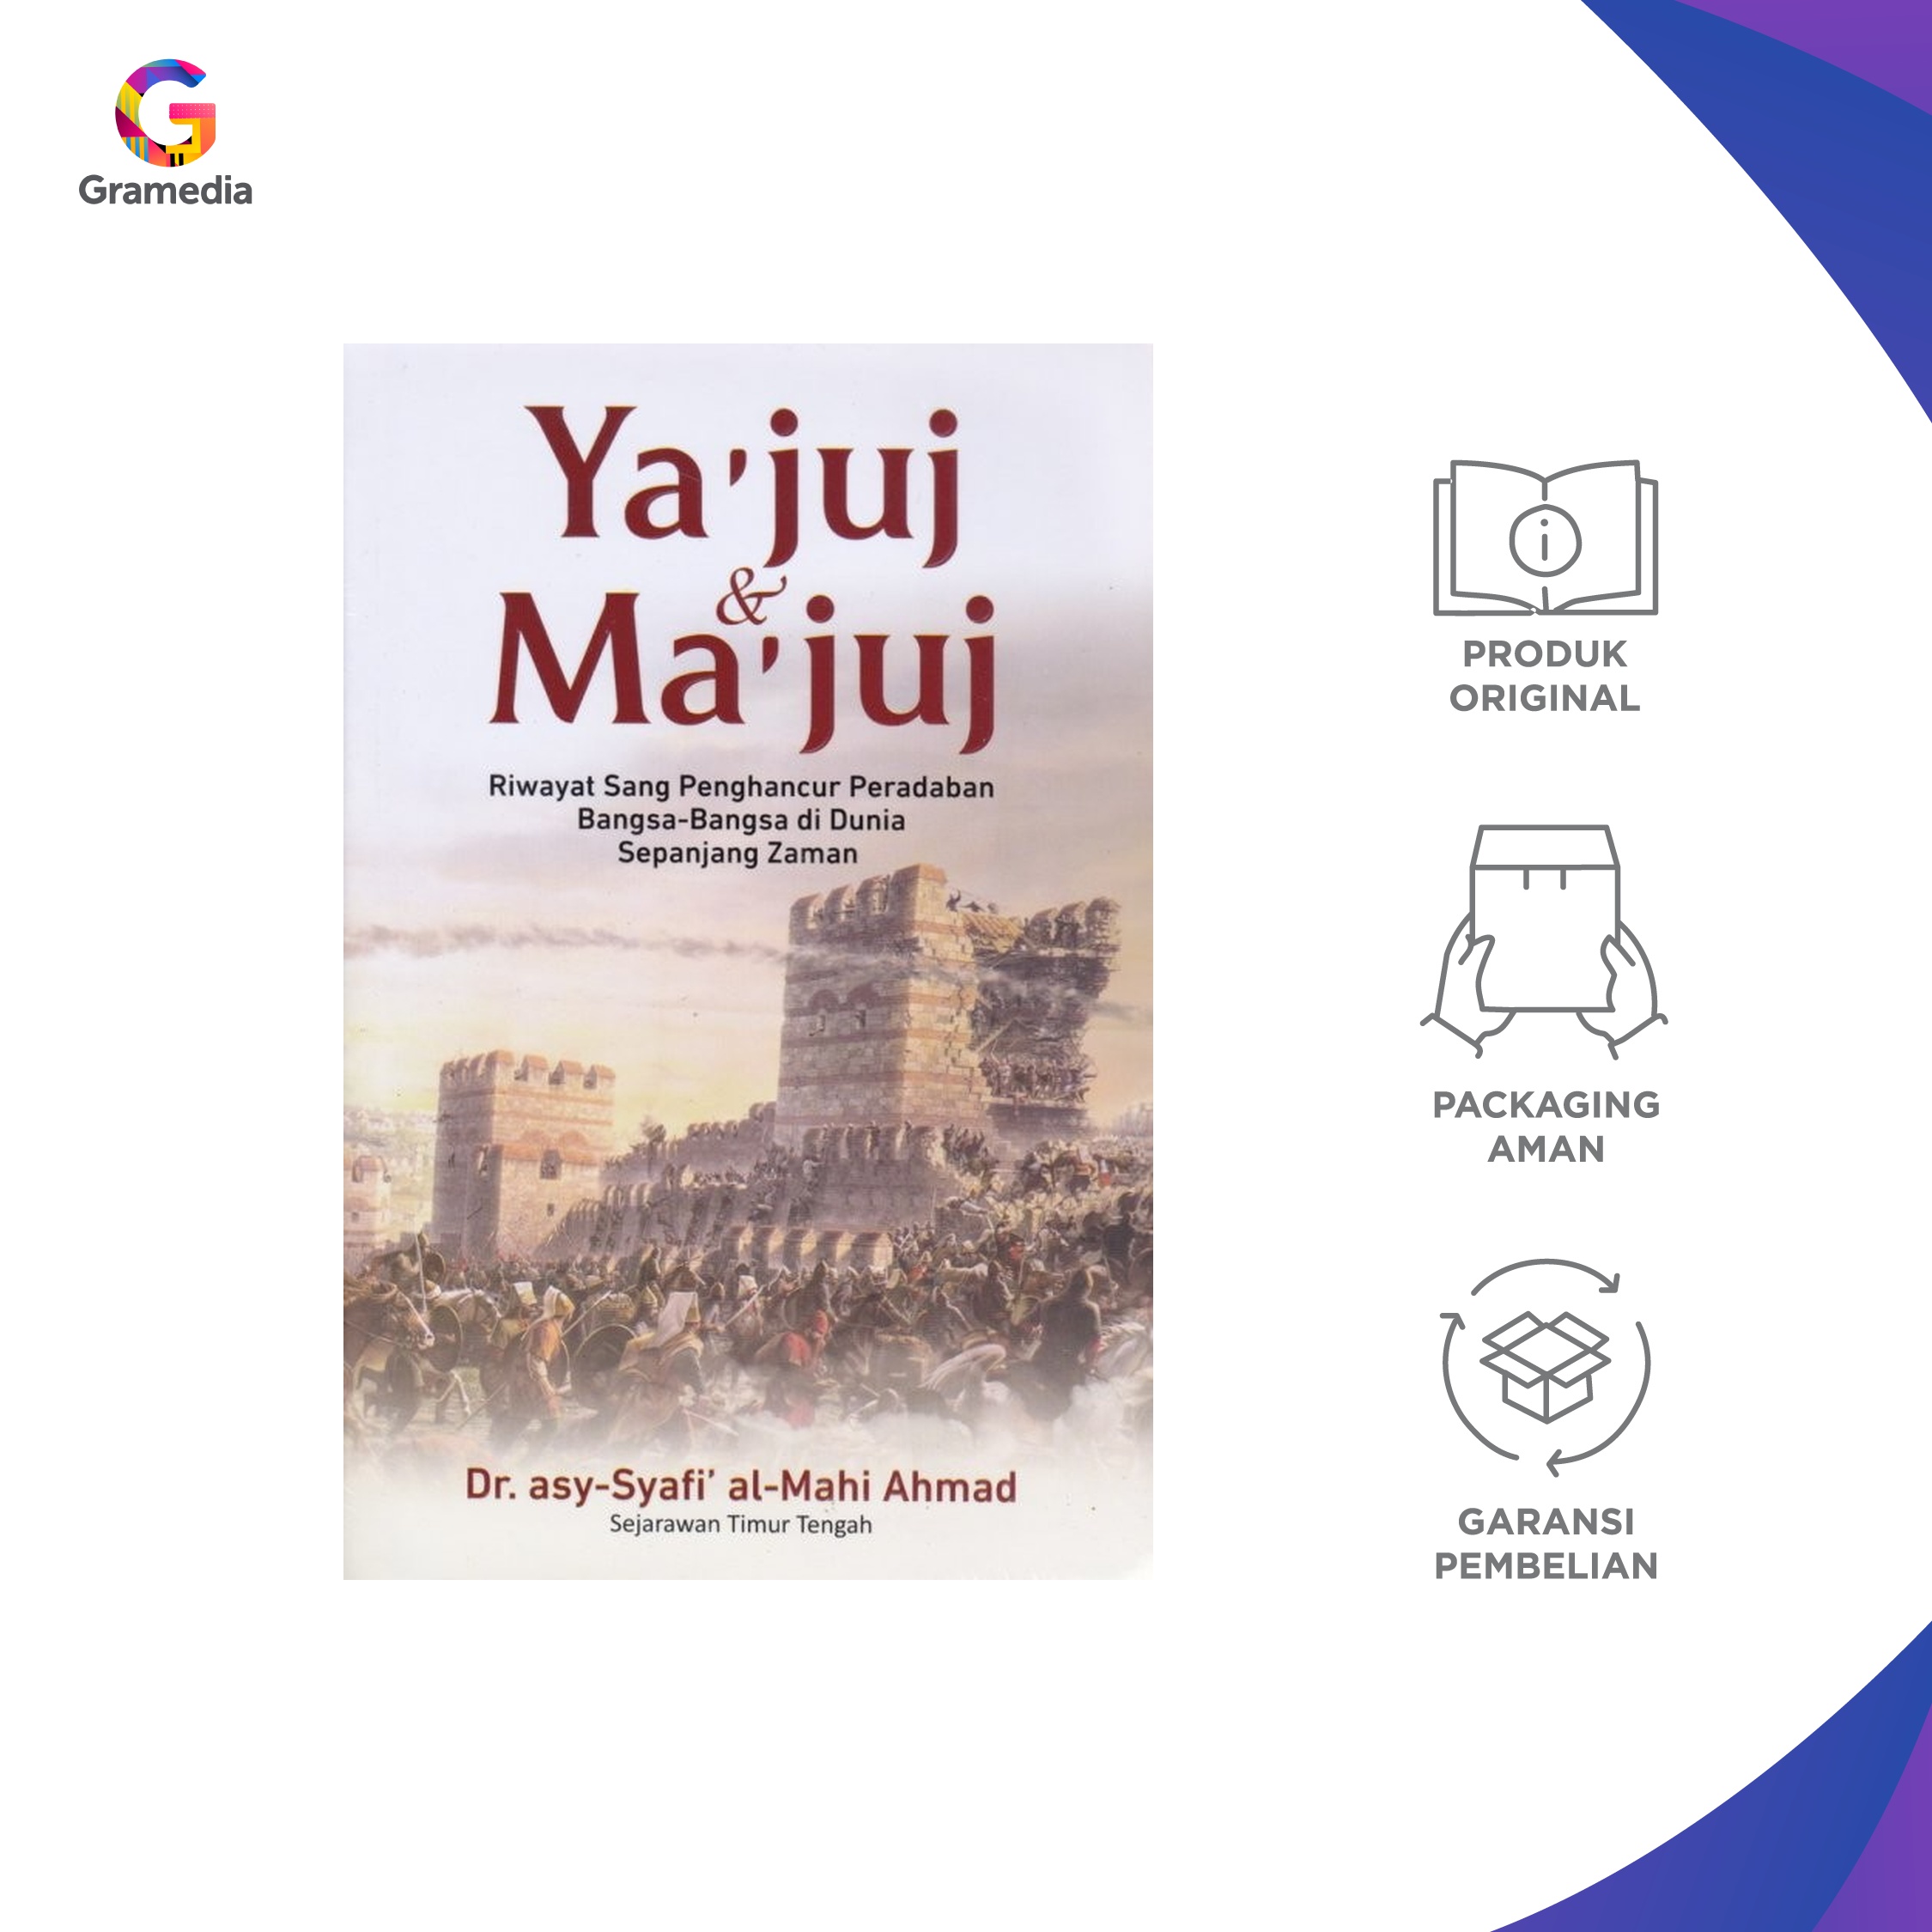 Gramedia
Ya'juj
&
Ma'juj
Riwayat Sang Penghancur Peradaban
Bangsa-Bangsa di Dunia
Sepanjang Zaman
Dr. asy-Syafi' al-Mahi Ahmad
Sejarawan Timur Tengah
PRODUK
ORIGINAL
PACKAGING
AMAN
GARANSI
PEMBELIAN